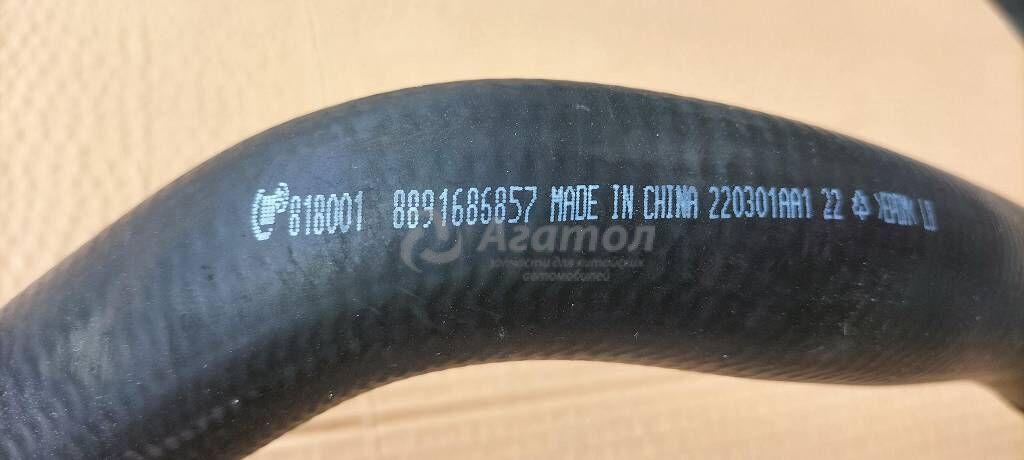 818001 8891686857 MADE IN CHINA 220301AA1 22
Агатол
запчасти для китайских
автомобилей